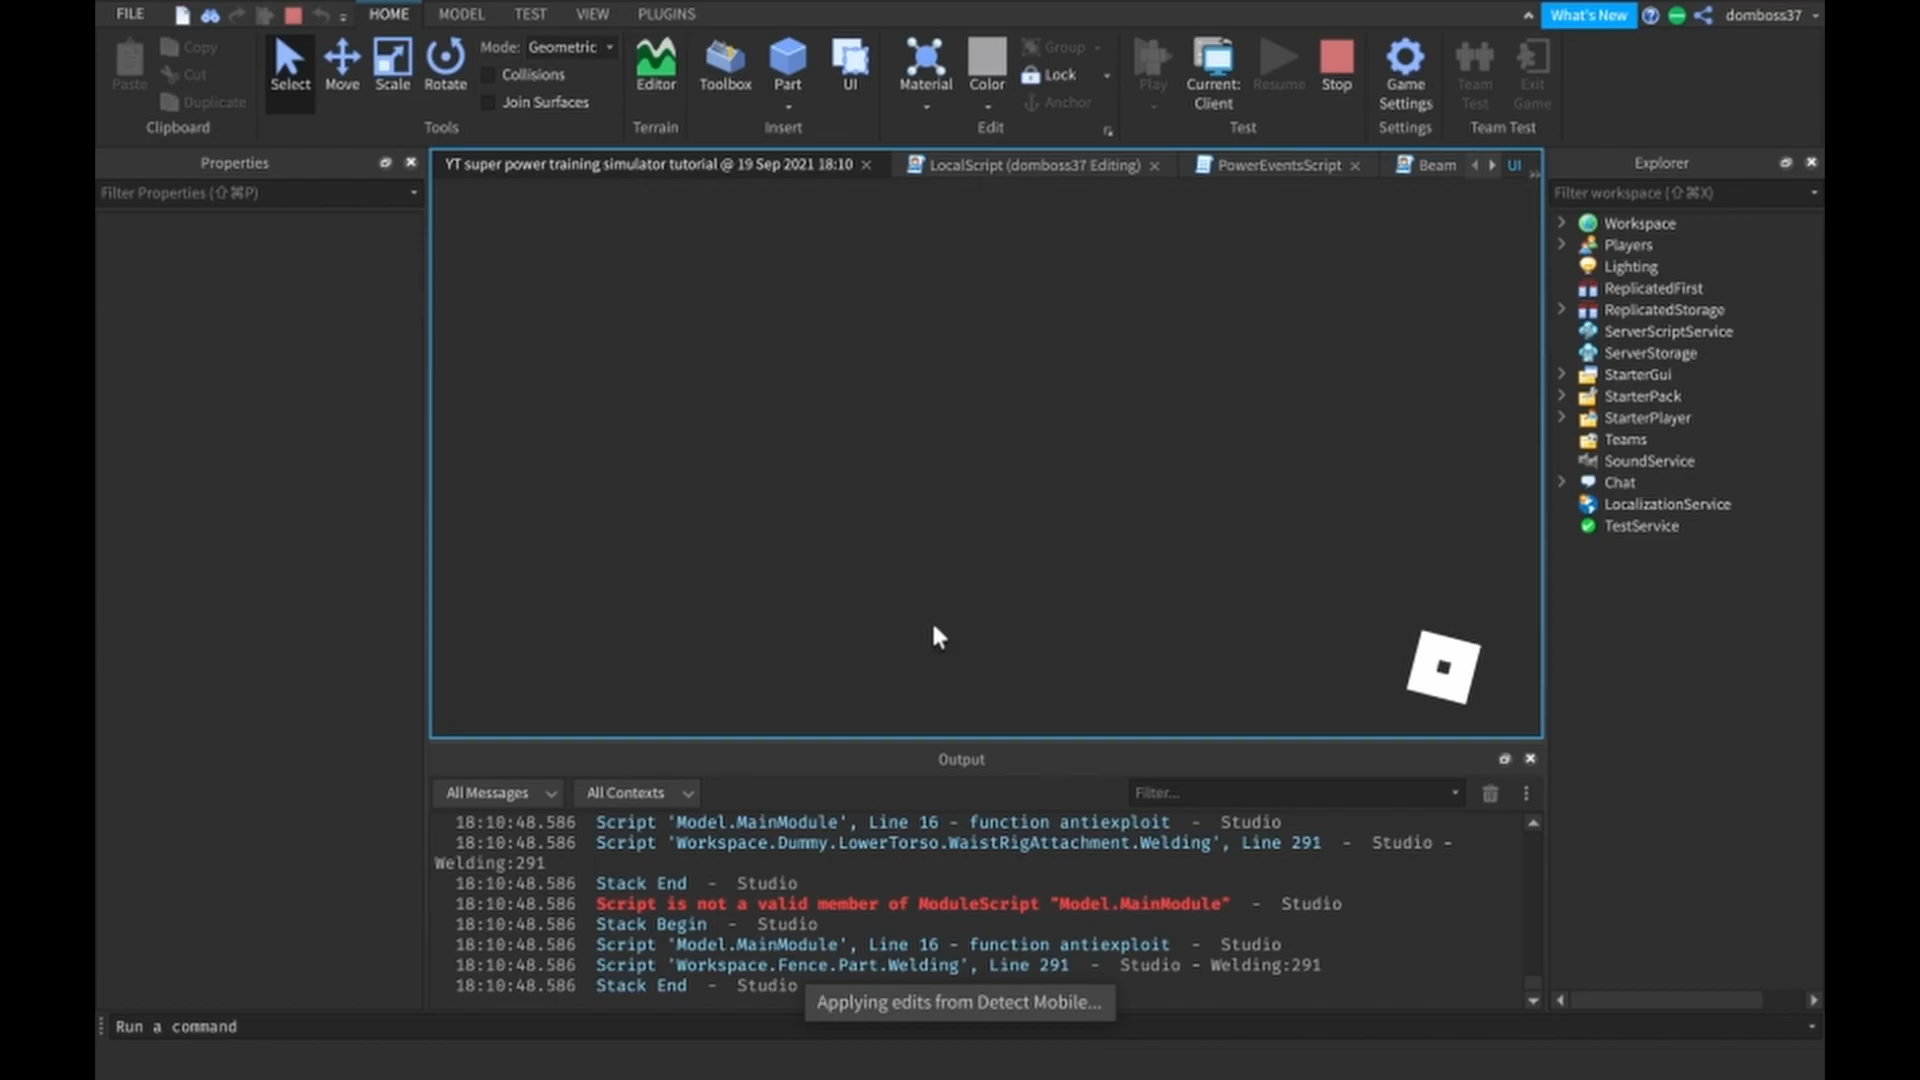 FILE
HOME
MODEL
TEST
VIEW
PLUGINS
What's New
domboss37
Paste
Copy
Cut
Duplicate
Clipboard
Select
Move
Scale
Rotate
Mode: Geometric
Collisions
Join Surfaces
Tools
Editor
Terrain
Toolbox
Part
UI
Insert
Material
Color
Group
Lock
Anchor
Edit
Play
Current:
Client
Resume
Stop
Test
Game
Settings
Settings
Team
Test
Exit
Game
Team Test
Properties
Filter Properties (⇧⌘P)
YT super power training simulator tutorial @ 19 Sep 2021 18:10
LocalScript (domboss37 Editing)
PowerEventsScript
Beam
UI
Explorer
Filter workspace (⇧⌘X)
Workspace
Players
Lighting
ReplicatedFirst
ReplicatedStorage
ServerScriptService
ServerStorage
StarterGui
StarterPack
StarterPlayer
Teams
SoundService
Chat
LocalizationService
TestService
Output
All Messages
All Contexts
Filter...
18:10:48.586 Script 'Model.MainModule', Line 16 - function antiexploit - Studio
18:10:48.586 Script 'Workspace.Dummy.LowerTorso.WaistRigAttachment.Welding', Line 291 - Studio -
Welding:291
18:10:48.586 Stack End - Studio
18:10:48.586 Script is not a valid member of ModuleScript "Model.MainModule" - Studio
18:10:48.586 Stack Begin - Studio
18:10:48.586 Script 'Model.MainModule', Line 16 - function antiexploit - Studio
18:10:48.586 Script 'Workspace.Fence.Part.Welding', Line 291 - Studio - Welding:291
18:10:48.586 Stack End - Studio
Applying edits from Detect Mobile...
Run a command